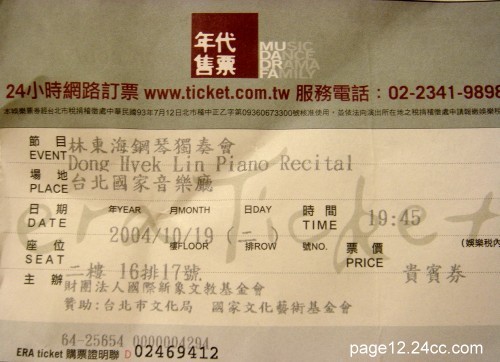 年代
售票
MUSIC
DANCE
DRAMA
FAMILY
24小時網路訂票 www.ticket.com.tw 服務電話：02-2341-9898
節目 林東海鋼琴獨奏會
EVENT Dong Hyek Lin Piano Recital
場地
PLACE 台北國家音樂廳
日期 年YEAR 月MONTH 日DAY 時間 19:45
DATE 2004/10/19 (二) TIME
座位 樓FLOOR 排ROW 號NO. 票價 (娛樂稅內
SEAT 二樓 16排17號 PRICE 貴賓券
主辦 財團法人國際新象文教基金會
贊助:台北市文化局 國家文化藝術基金會
64-25654 0000004294
ERA ticket 購票證明聯 D 02469412
era Ticket
page12.24cc.com